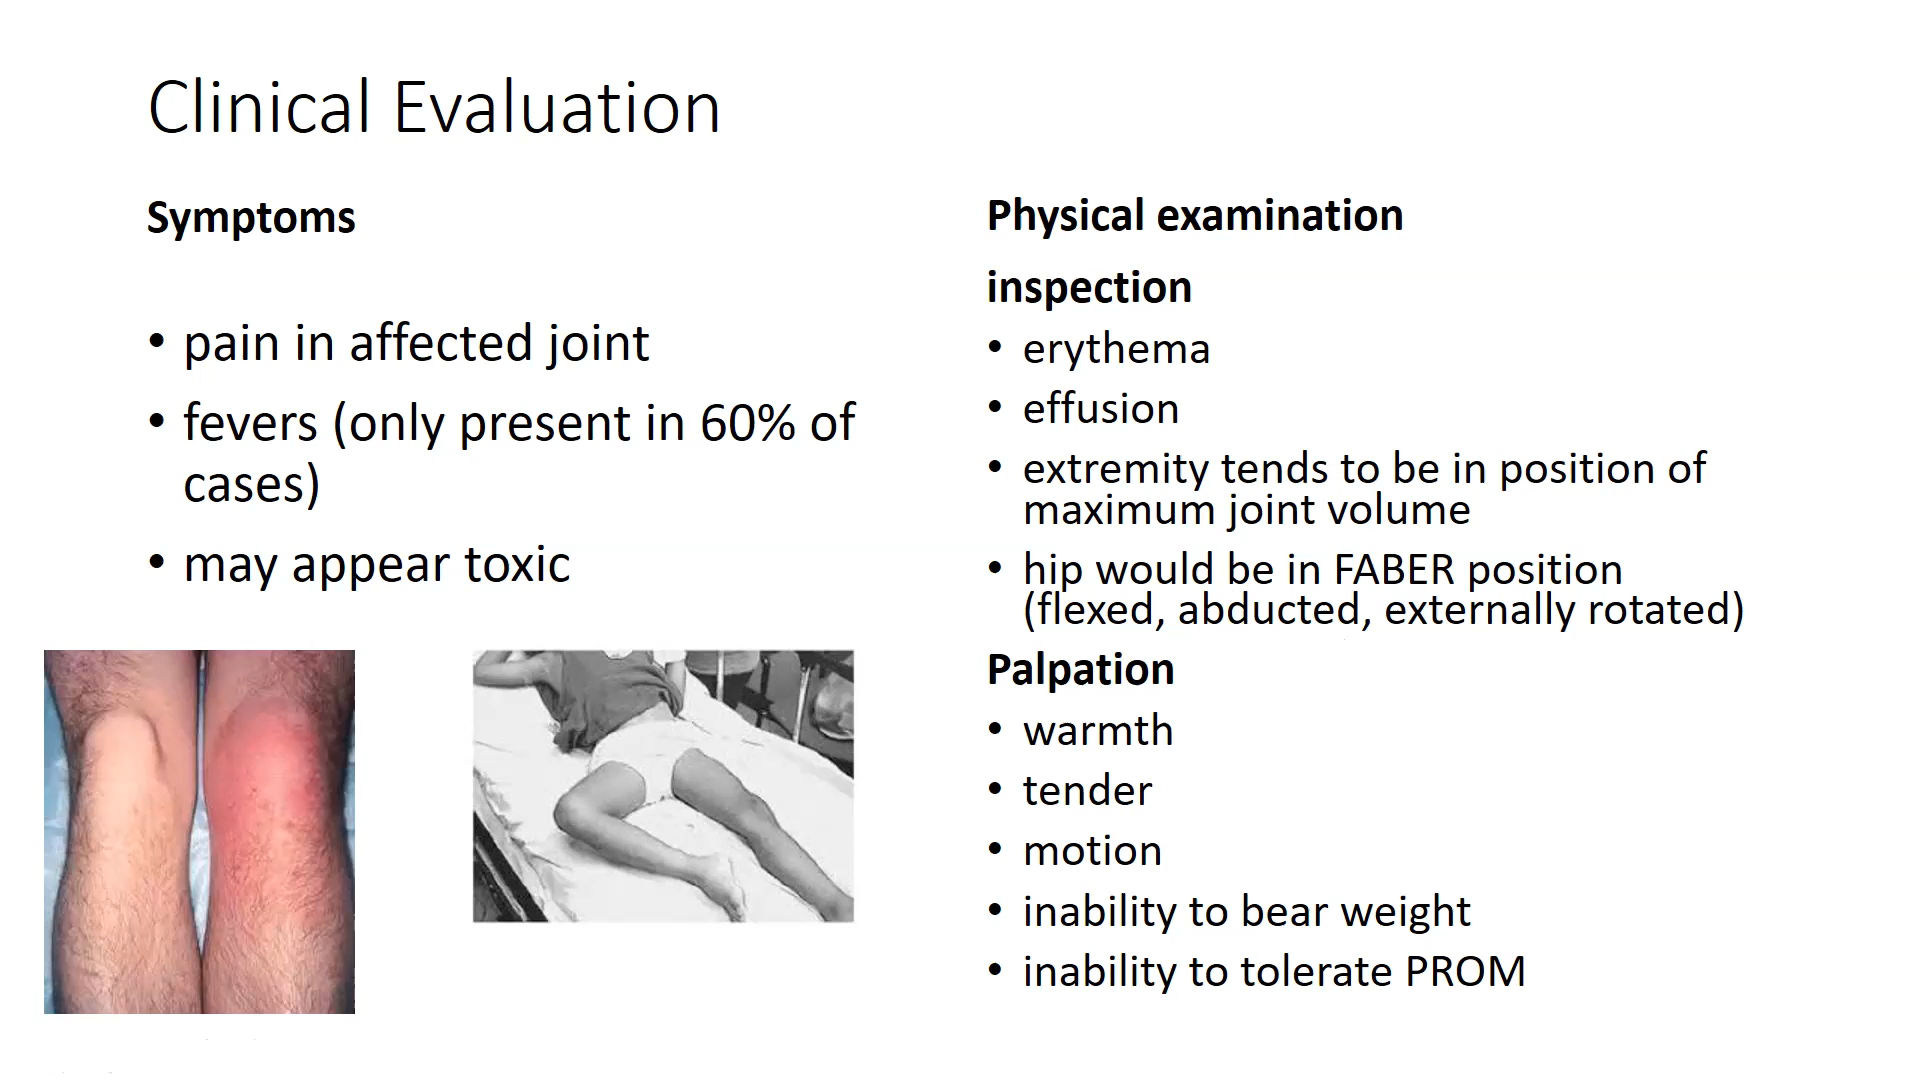 Clinical Evaluation
Symptoms
• pain in affected joint
• fevers (only present in 60% of
cases)
• may appear toxic
Physical examination
inspection
• erythema
• effusion
• extremity tends to be in position of
maximum joint volume
• hip would be in FABER position
(flexed, abducted, externally rotated)
Palpation
• warmth
• tender
• motion
• inability to bear weight
• inability to tolerate PROM